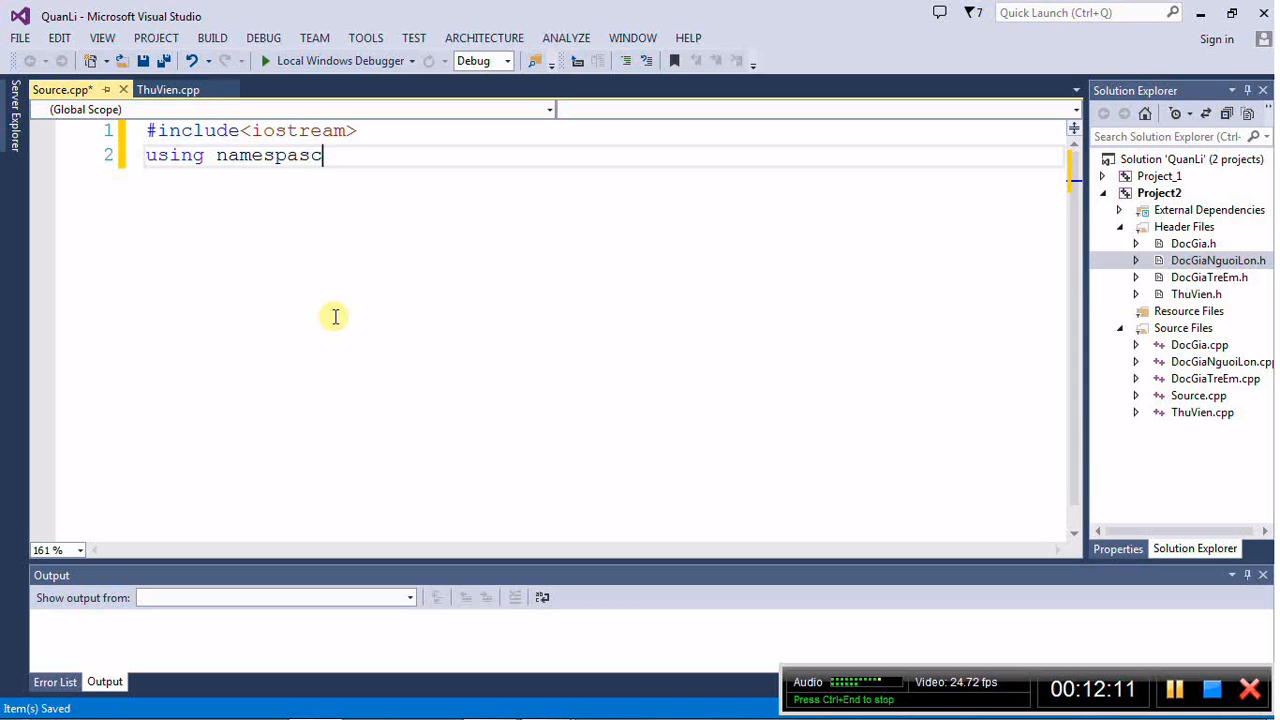 QuanLi - Microsoft Visual Studio
7
Quick Launch (Ctrl+Q)
FILE EDIT VIEW PROJECT BUILD DEBUG TEAM TOOLS TEST ARCHITECTURE ANALYZE WINDOW HELP
Sign in
Local Windows Debugger
Debug
Server Explorer
Source.cpp*
ThuVien.cpp
(Global Scope)
1 #include<iostream>
2 using namespasc
161 %
Solution Explorer
Search Solution Explorer (Ctrl-
Solution 'QuanLi' (2 projects)
Project_1
Project2
External Dependencies
Header Files
DocGia.h
DocGiaNguoiLon.h
DocGiaTreEm.h
ThuVien.h
Resource Files
Source Files
DocGia.cpp
DocGiaNguoiLon.cpp
DocGiaTreEm.cpp
Source.cpp
ThuVien.cpp
Properties
Solution Explorer
Output
Show output from:
Error List
Output
Item(s) Saved
Audio
Video: 24.72 fps
Press Ctrl+End to stop
00:12:11